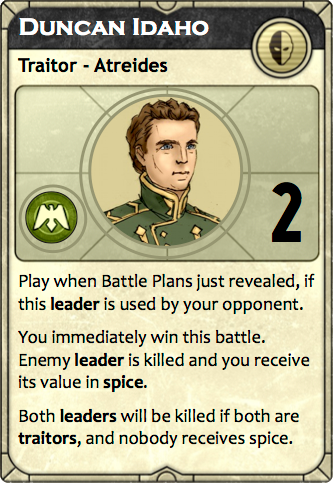 DUNCAN IDAHO
Traitor - Atreides
2
Play when Battle Plans just revealed, if
this leader is used by your opponent.
You immediately win this battle.
Enemy leader is killed and you receive
its value in spice.
Both leaders will be killed if both are
traitors, and nobody receives spice.